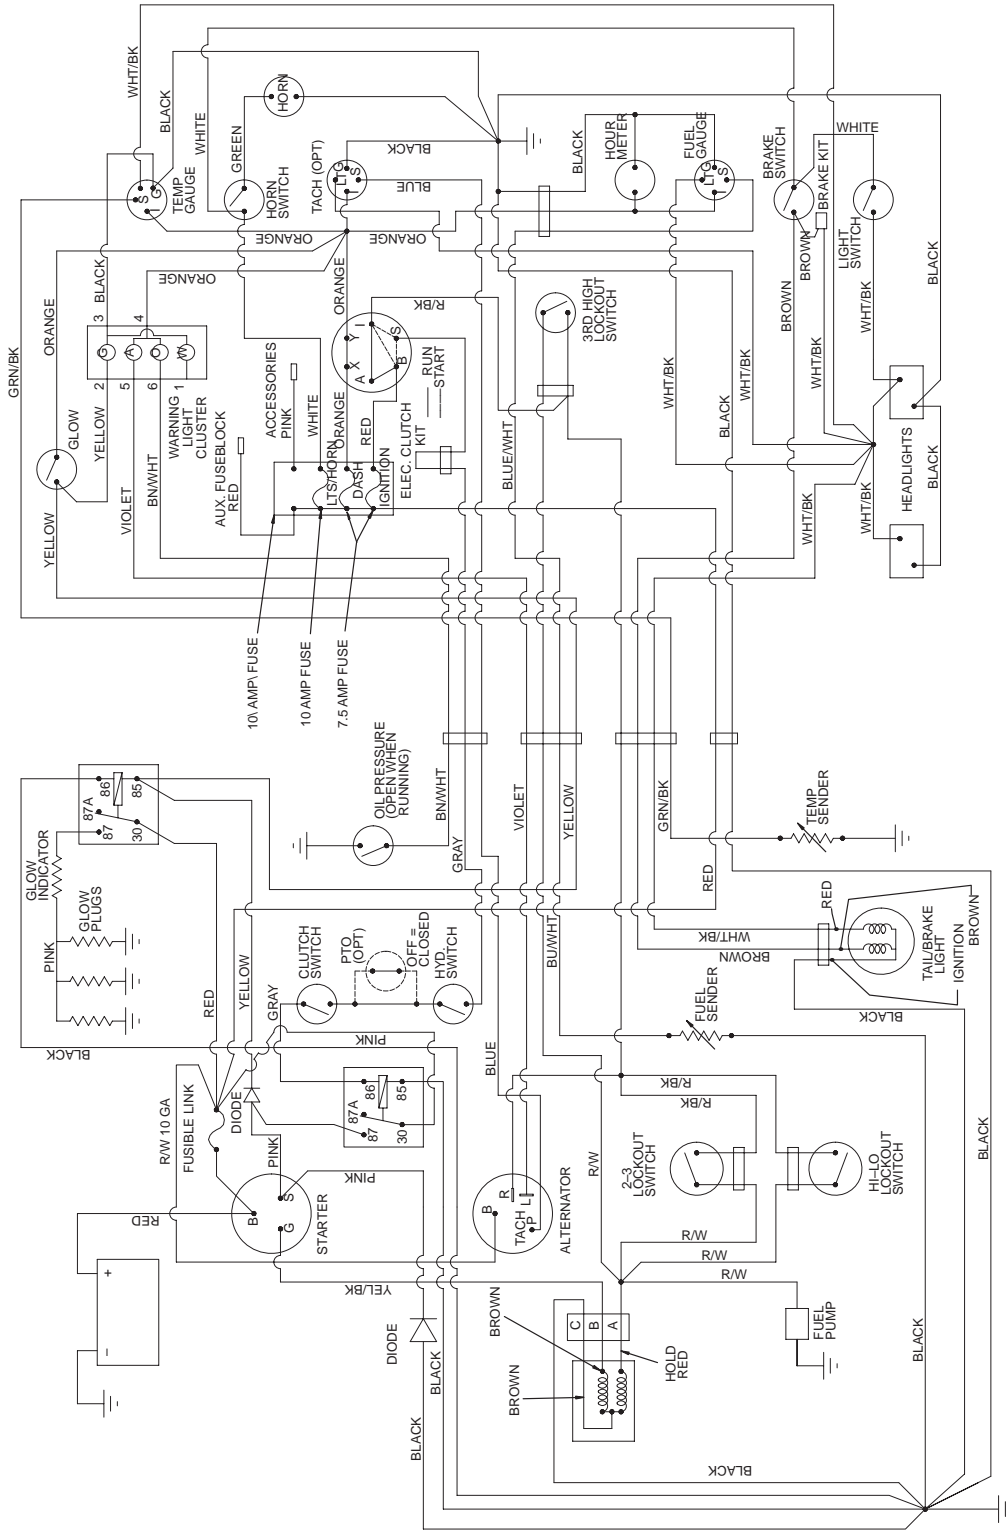 WHT/BK
BLACK
WHITE
GREEN
HORN
S
G
I
TEMP
GAUGE
HORN
SWITCH
TACH (OPT)
LTG
I
S
BLACK
BLUE
BLACK
HOUR
METER
FUEL
GAUGE
LTG
I
S
BRAKE
SWITCH
BRAKE KIT
WHITE
LIGHT
SWITCH
BROWN
BROWN
GRN/BK
ORANGE
BLACK
ORANGE
ORANGE
ORANGE
ORANGE
R/BK
3
4
G
A
O
W
2
5
6
1
WARNING
LIGHT
CLUSTER
GLOW
YELLOW
YELLOW
VIOLET
BN/WHT
AUX. FUSEBLOCK
RED
ACCESSORIES
PINK
WHITE
ORANGE
RED
LTS/HORN
DASH
IGNITION
A
X
Y
I
B
S
RUN
START
ELEC. CLUTCH
KIT
3RD HIGH
LOCKOUT
SWITCH
BLUE/WHT
WHT/BK
WHT/BK
BLACK
WHT/BK
WHT/BK
BLACK
HEADLIGHTS
BLACK
WHT/BK
WHT/BK
10\ AMP\ FUSE
10 AMP FUSE
7.5 AMP FUSE
OIL PRESSURE
(OPEN WHEN
RUNNING)
BN/WHT
GRAY
VIOLET
YELLOW
GRN/BK
RED
TEMP
SENDER
87A
86
87
85
30
GLOW
INDICATOR
GLOW
PLUGS
PINK
RED
YELLOW
GRAY
CLUTCH
SWITCH
PTO
(OPT)
OFF =
CLOSED
HYD.
SWITCH
BU/WHT
WHT/BK
BROWN
RED
TAIL/BRAKE
LIGHT
IGNITION
BROWN
BLACK
FUEL
SENDER
BLACK
PINK
BLUE
R/BK
R/BK
R/W 10 GA
FUSIBLE LINK
DIODE
PINK
87A
86
87
85
30
PINK
RED
B
G
S
STARTER
B
R
TACH
L
P
ALTERNATOR
R/W
2-3
LOCKOUT
SWITCH
HI-LO
LOCKOUT
SWITCH
BLACK
R/W
R/W
R/W
+
-
YEL/BK
DIODE
BLACK
BLACK
BROWN
BROWN
C
B
A
HOLD
RED
FUEL
PUMP
BLACK
BLACK